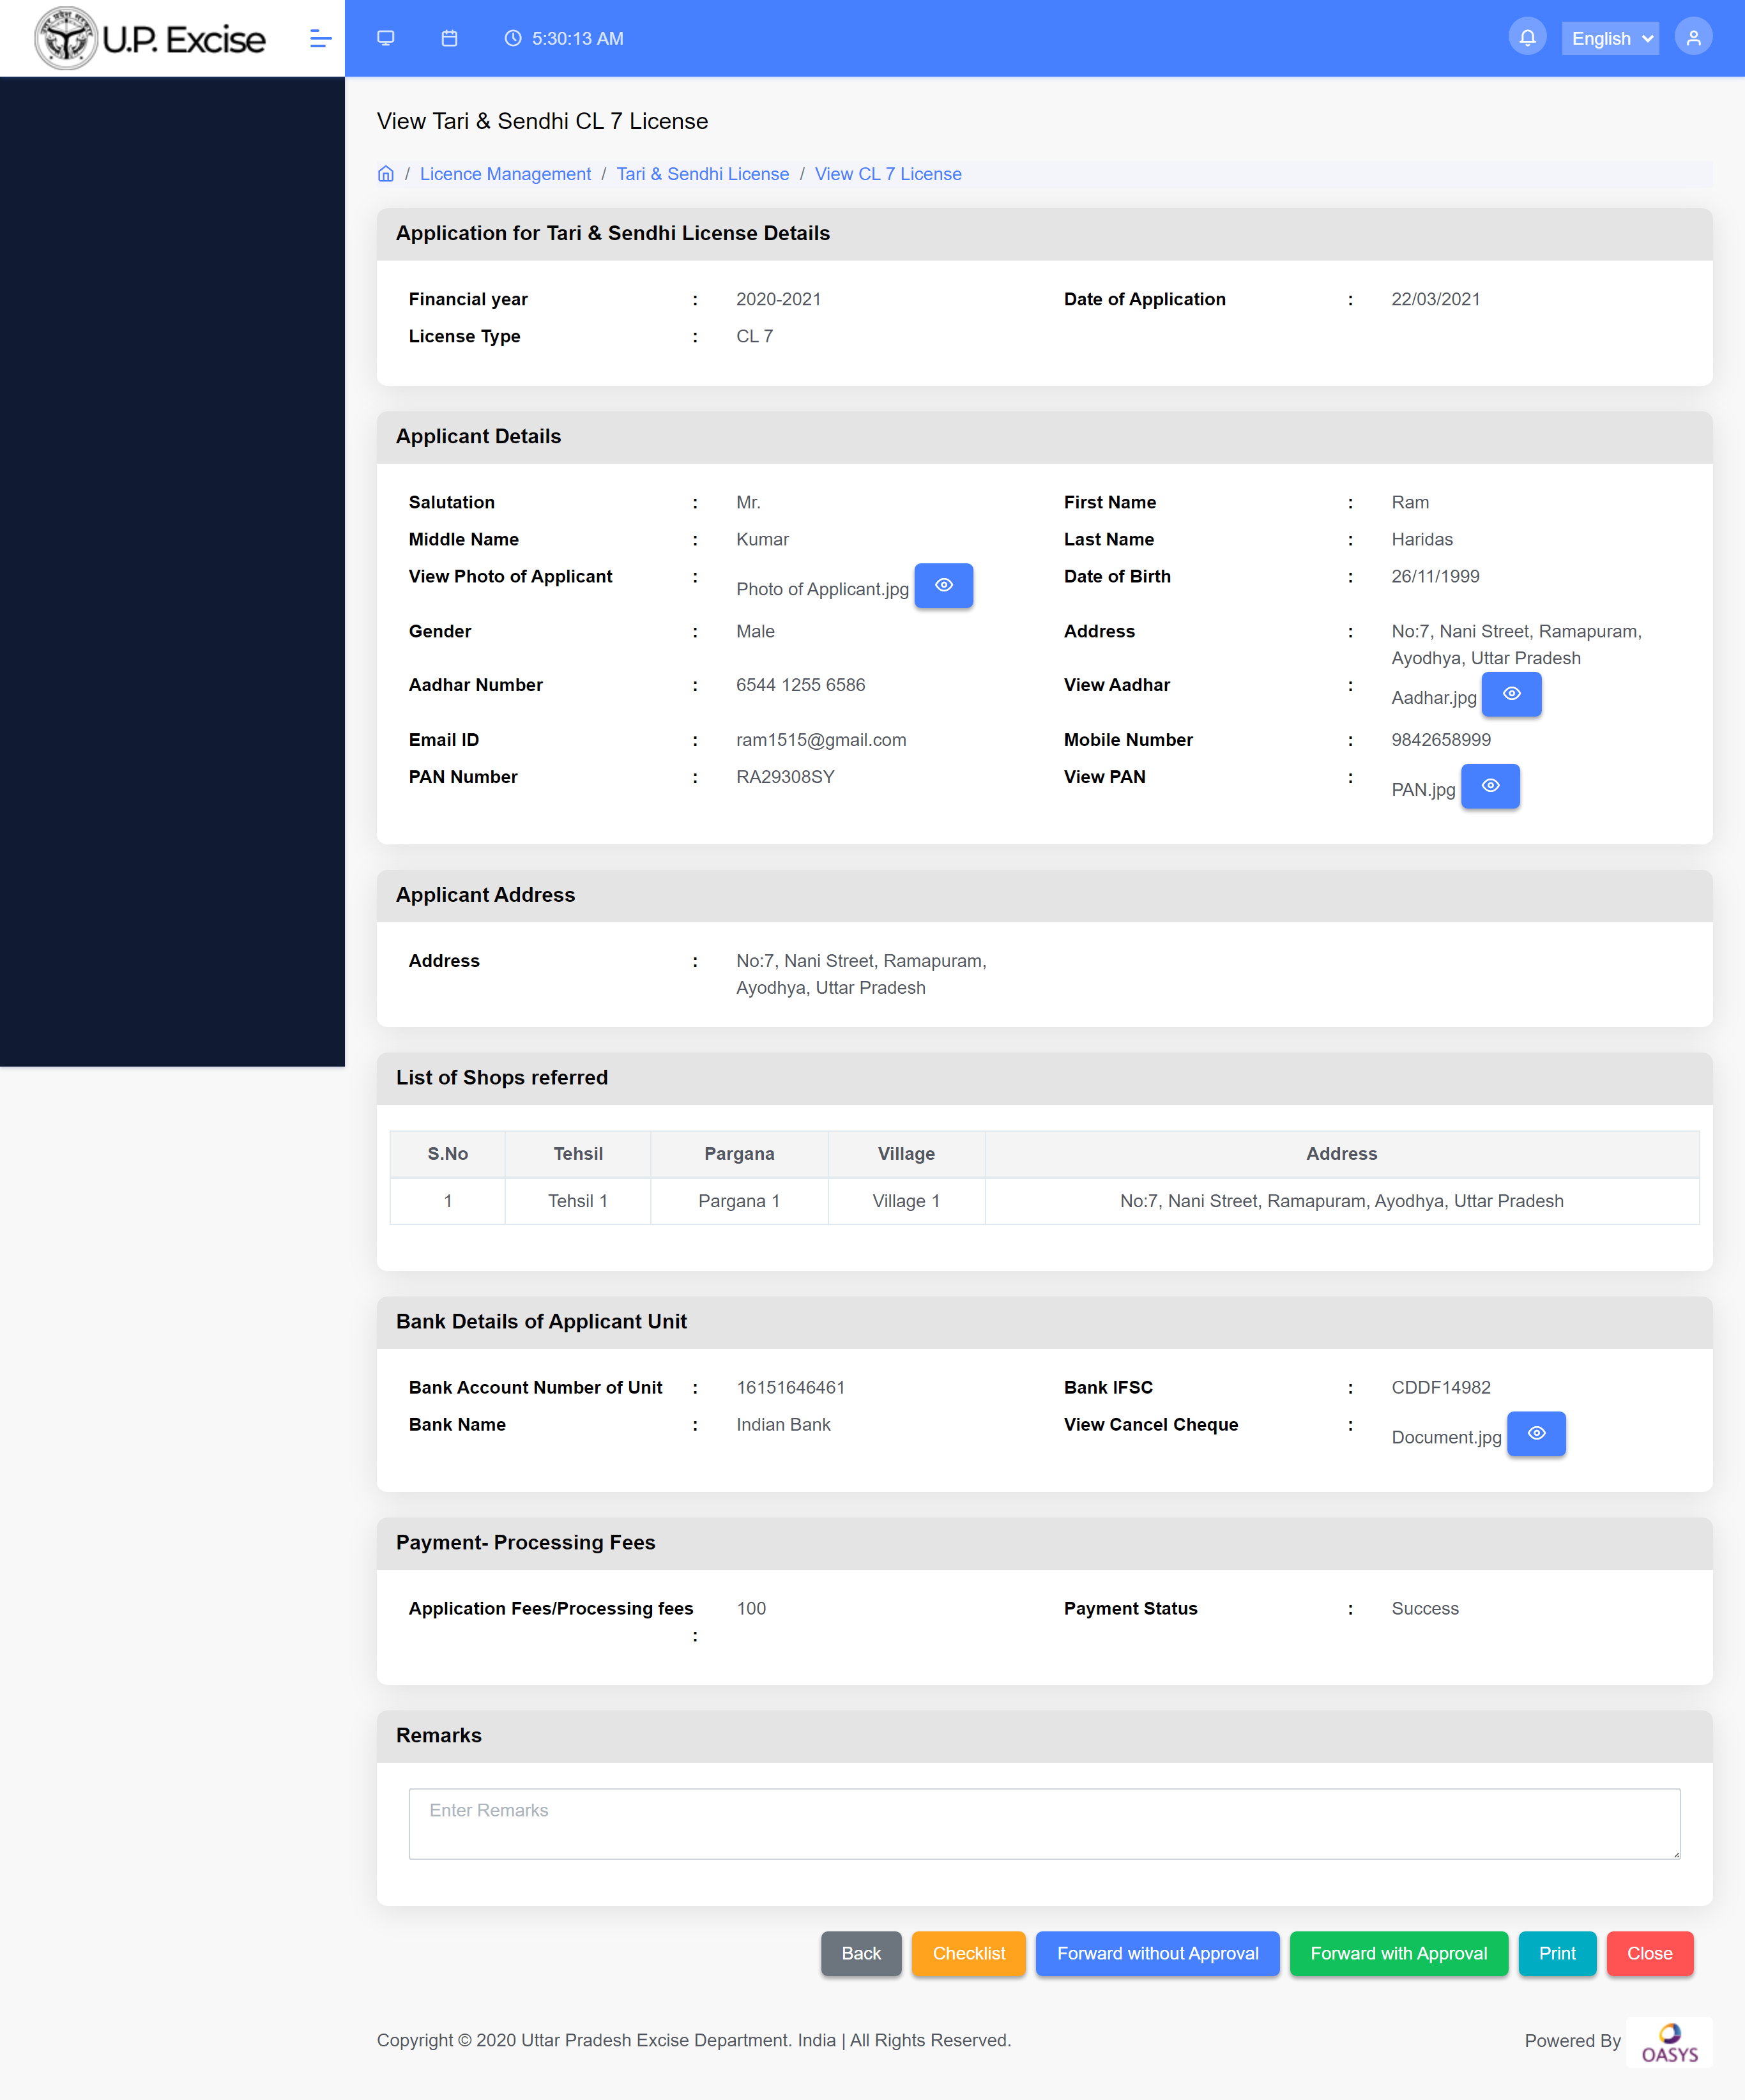 U.P. Excise
5:30:13 AM
English
View Tari & Sendhi CL 7 License
/ Licence Management / Tari & Sendhi License / View CL 7 License
Application for Tari & Sendhi License Details
Financial year : 2020-2021 Date of Application : 22/03/2021
License Type : CL 7
Applicant Details
Salutation : Mr. First Name : Ram
Middle Name : Kumar Last Name : Haridas
View Photo of Applicant : Photo of Applicant.jpg Date of Birth : 26/11/1999
Gender : Male Address : No:7, Nani Street, Ramapuram,
Ayodhya, Uttar Pradesh
Aadhar Number : 6544 1255 6586 View Aadhar : Aadhar.jpg
Email ID : ram1515@gmail.com Mobile Number : 9842658999
PAN Number : RA29308SY View PAN : PAN.jpg
Applicant Address
Address : No:7, Nani Street, Ramapuram,
Ayodhya, Uttar Pradesh
List of Shops referred
S.No Tehsil Pargana Village Address
1 Tehsil 1 Pargana 1 Village 1 No:7, Nani Street, Ramapuram, Ayodhya, Uttar Pradesh
Bank Details of Applicant Unit
Bank Account Number of Unit : 16151646461 Bank IFSC : CDDF14982
Bank Name : Indian Bank View Cancel Cheque : Document.jpg
Payment- Processing Fees
Application Fees/Processing fees 100 Payment Status : Success
:
Remarks
Enter Remarks
Back Checklist Forward without Approval Forward with Approval Print Close
Copyright © 2020 Uttar Pradesh Excise Department. India | All Rights Reserved. Powered By OASYS